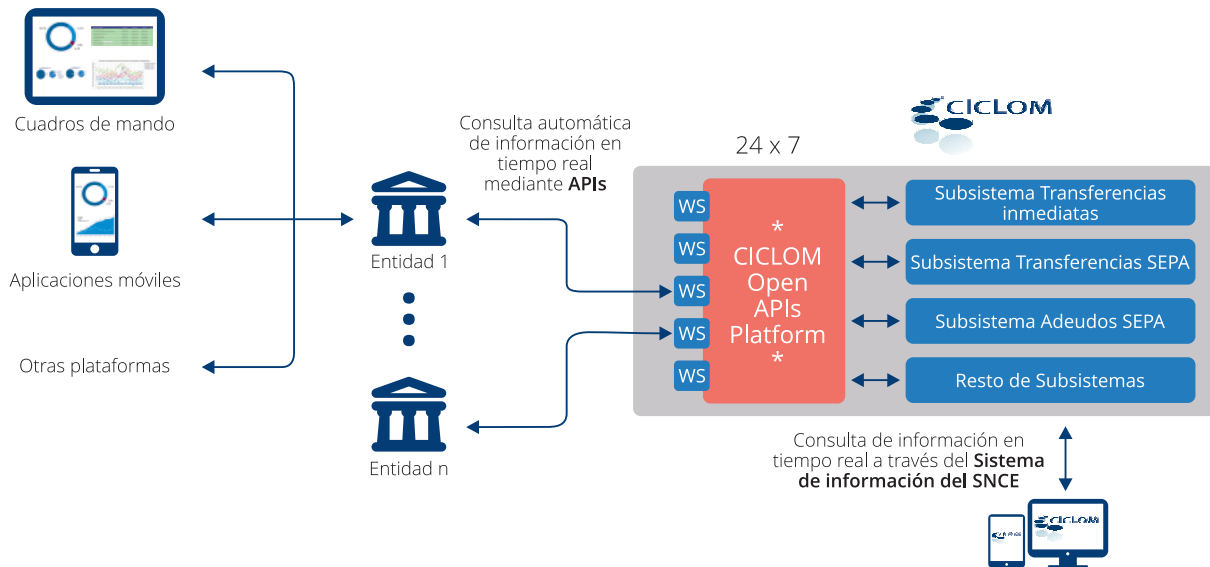 Cuadros de mando
Aplicaciones móviles
Otras plataformas
Entidad 1
Entidad n
Consulta automática
de información en
tiempo real
mediante APIs
24 x 7
CICLOM
WS
WS
WS
WS
WS
*
CICLOM
Open
APIs
Platform
*
Subsistema Transferencias
inmediatas
Subsistema Transferencias SEPA
Subsistema Adeudos SEPA
Resto de Subsistemas
Consulta de información en
tiempo real a través del Sistema
de información del SNCE
CICLOM